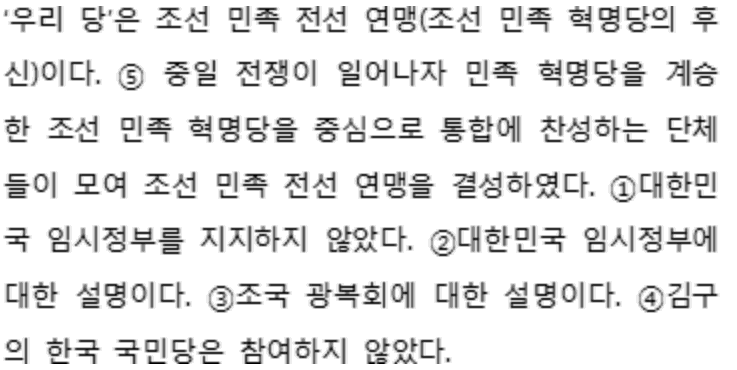 ‘우리 당’은 조선 민족 전선 연맹(조선 민족 혁명당의 후
신)이다. ⑤ 중일 전쟁이 일어나자 민족 혁명당을 계승
한 조선 민족 혁명당을 중심으로 통합에 찬성하는 단체
들이 모여 조선 민족 전선 연맹을 결성하였다. ①대한민
국 임시정부를 지지하지 않았다. ②대한민국 임시정부에
대한 설명이다. ③조국 광복회에 대한 설명이다. ④김구
의 한국 국민당은 참여하지 않았다.